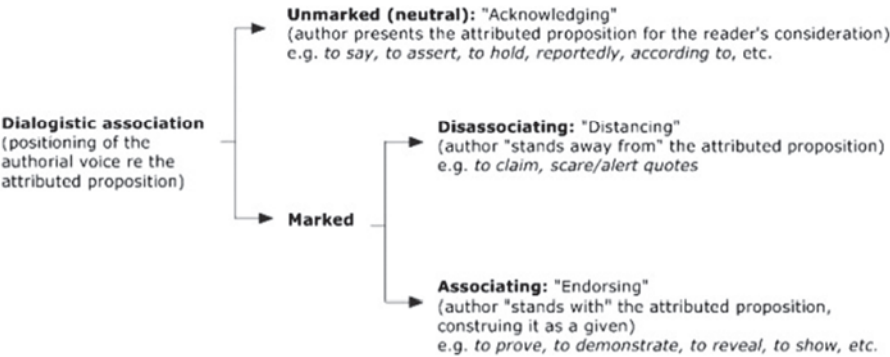 Unmarked (neutral): "Acknowledging"
(author presents the attributed proposition for the reader's consideration)
e.g. to say, to assert, to hold, reportedly, according to, etc.
Dialogistic association
(positioning of the
authorial voice re the
attributed proposition)
Disassociating: "Distancing"
(author "stands away from" the attributed proposition)
e.g. to claim, scare/alert quotes
Marked
Associating: "Endorsing"
(author "stands with" the attributed proposition,
construing it as a given)
e.g. to prove, to demonstrate, to reveal, to show, etc.